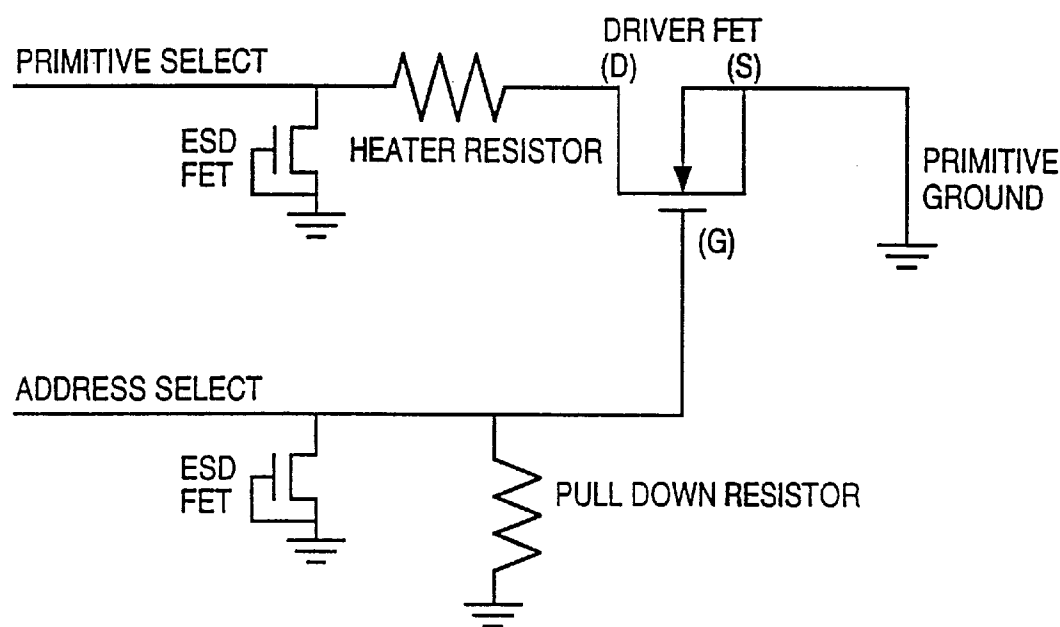 DRIVER FET
PRIMITIVE SELECT
(D)
(S)
ESD
FET
HEATER RESISTOR
PRIMITIVE
GROUND
(G)
ADDRESS SELECT
ESD
FET
PULL DOWN RESISTOR